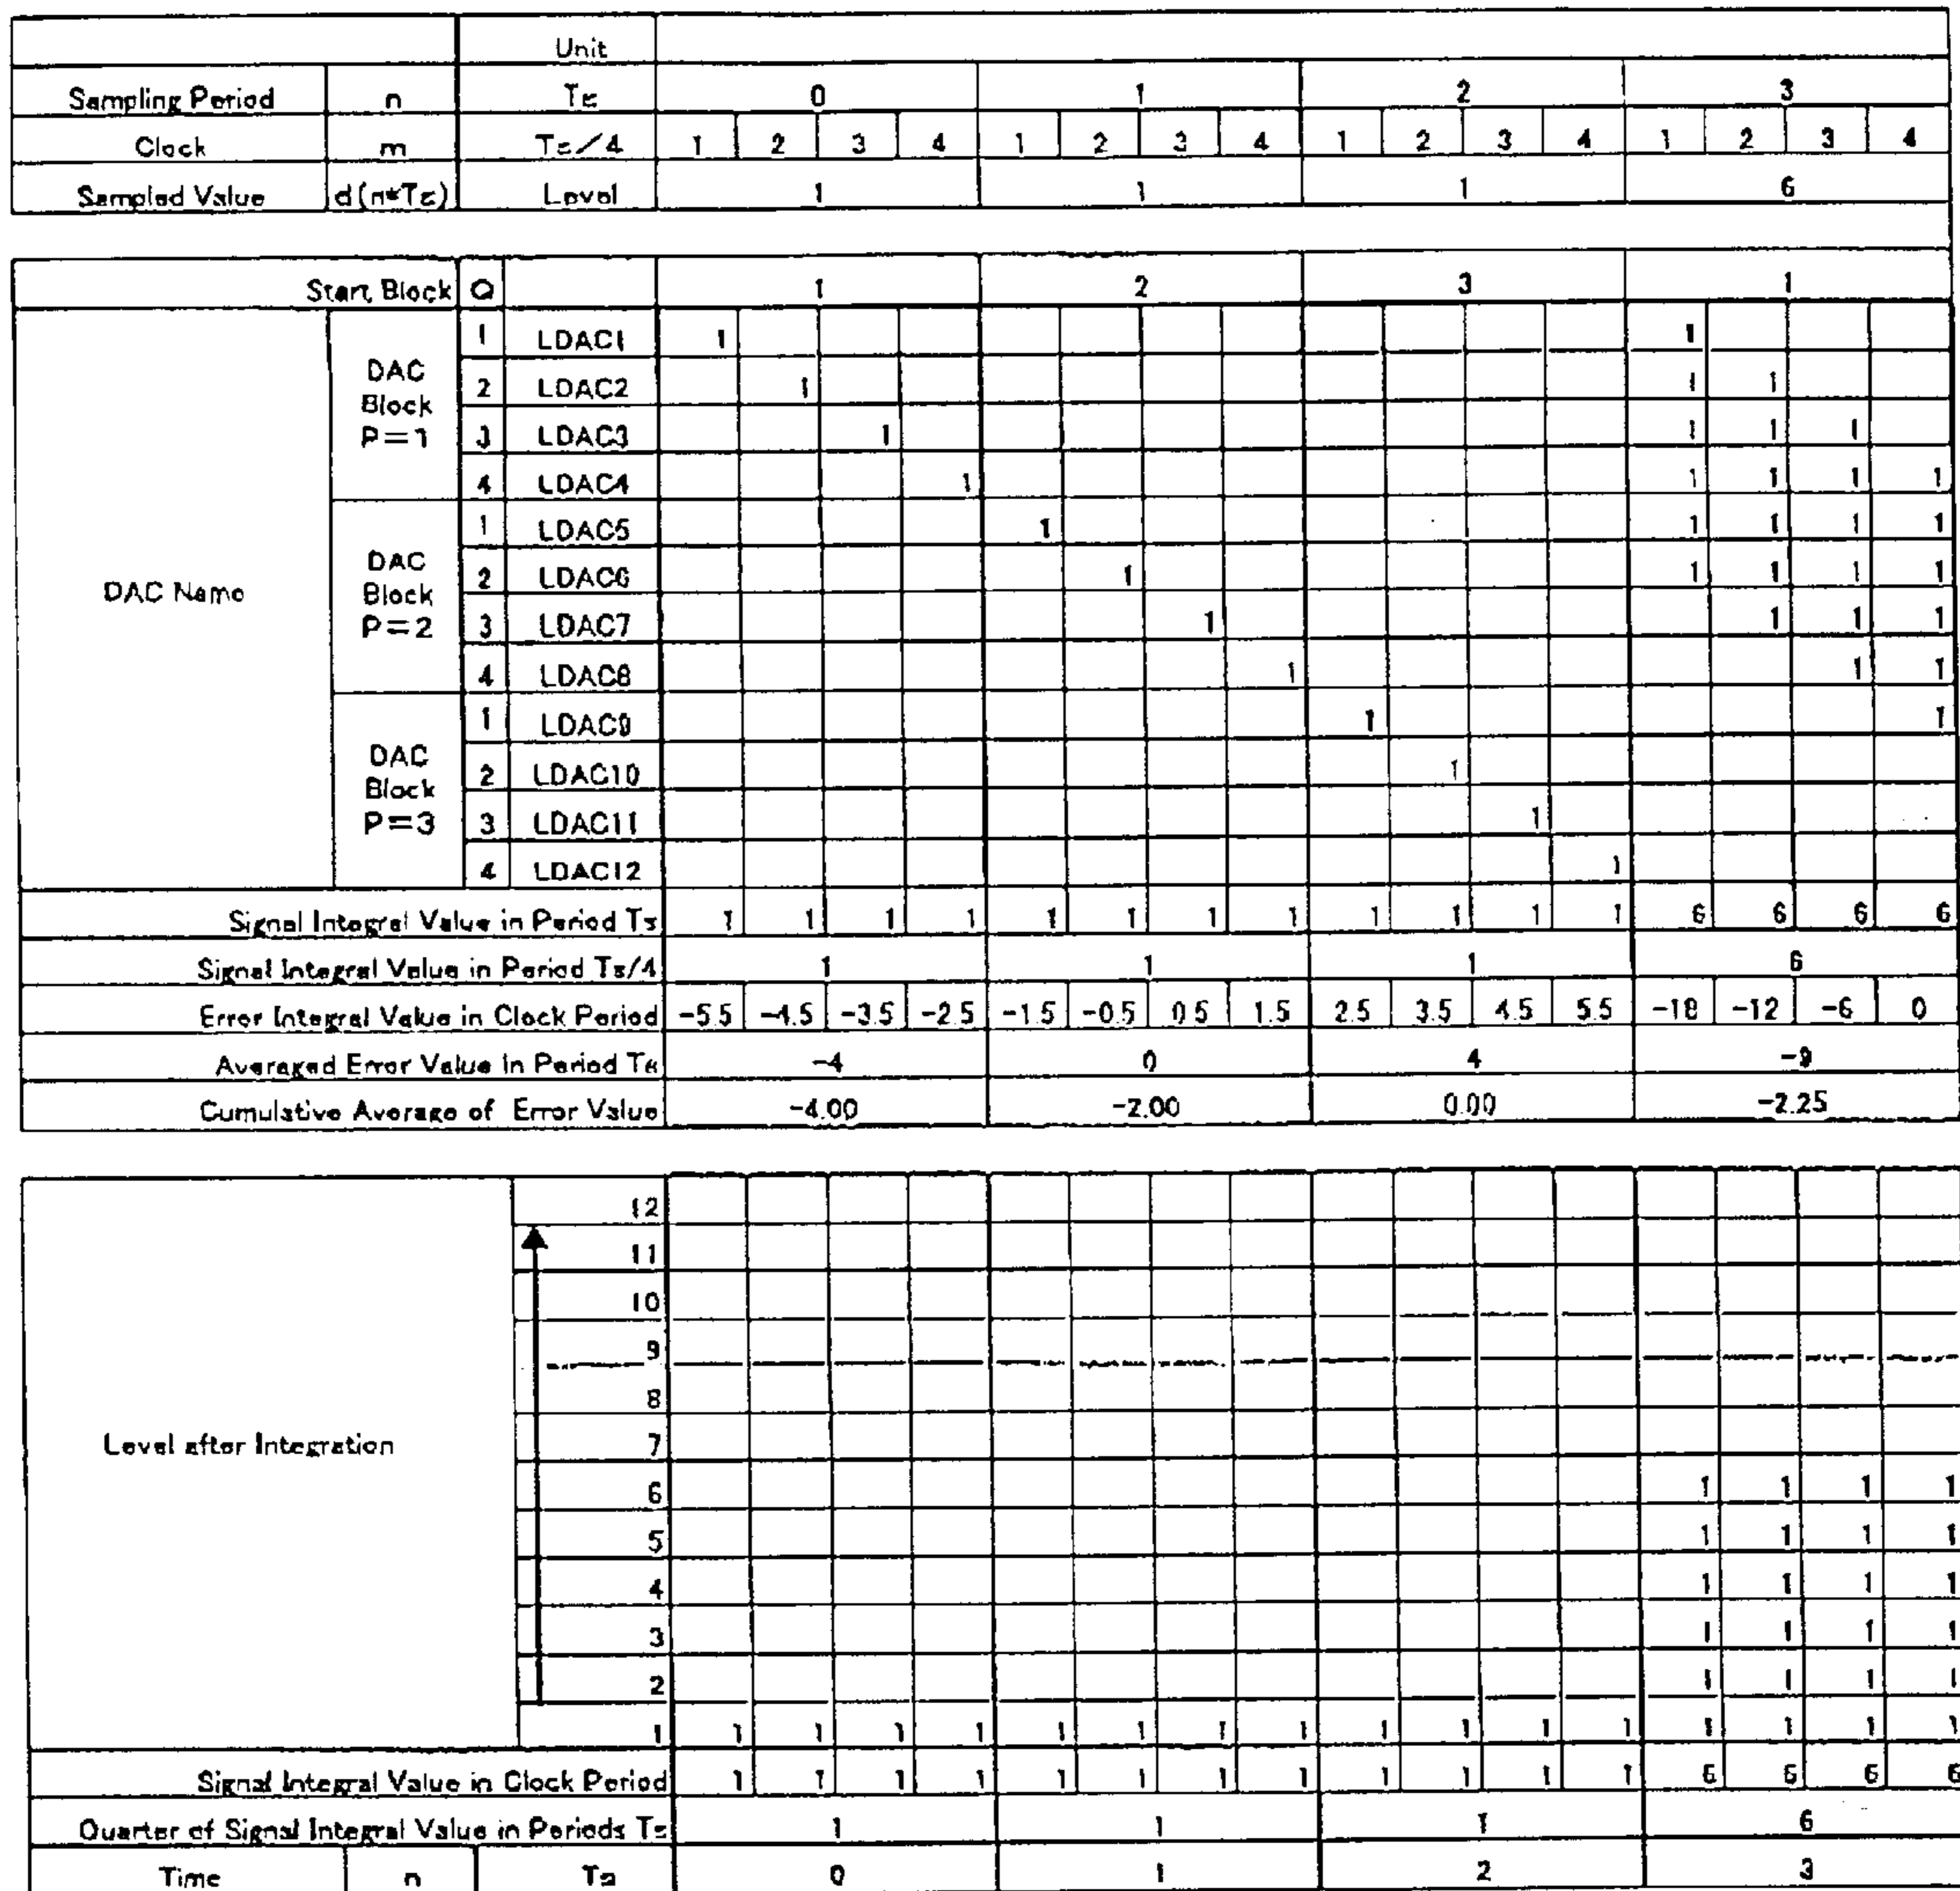 Unit
Sampling Period n Ts 0 1 2 3
Clock m Ts/4 1 2 3 4 1 2 3 4 1 2 3 4 1 2 3 4
Sampled Value d(n*Ts) Level 1 1 1 6
Start Block Q 1 2 3 1
DAC Name
DAC Block P=1
1 LDAC1 1 1
2 LDAC2 1 1 1
3 LDAC3 1 1 1 1
4 LDAC4 1 1 1 1 1
DAC Block P=2
1 LDAC5 1 1 1 1 1
2 LDAC6 1 1 1 1 1
3 LDAC7 1 1 1 1
4 LDAC8 1 1 1
DAC Block P=3
1 LDAC9 1 1
2 LDAC10 1
3 LDAC11 1
4 LDAC12 1
Signal Integral Value in Period Ts 1 1 1 1 1 1 1 1 1 1 1 1 6 6 6 6
Signal Integral Value in Period Ts/4 1 1 1 6
Error Integral Value in Clock Period -5.5 -4.5 -3.5 -2.5 -1.5 -0.5 0.5 1.5 2.5 3.5 4.5 5.5 -18 -12 -6 0
Averaged Error Value In Period Ts -4 0 4 -9
Cumulative Average of Error Value -4.00 -2.00 0.00 -2.25
Level after Integration
12
11
10
9
8
7
6 1 1 1 1
5 1 1 1 1
4 1 1 1 1
3 1 1 1 1
2 1 1 1 1
1 1 1 1 1 1 1 1 1 1 1 1 1 1 1 1 1
Signal Integral Value in Clock Period 1 1 1 1 1 1 1 1 1 1 1 1 6 6 6 6
Quarter of Signal Integral Value in Periods Ts 1 1 1 6
Time n Ts 0 1 2 3